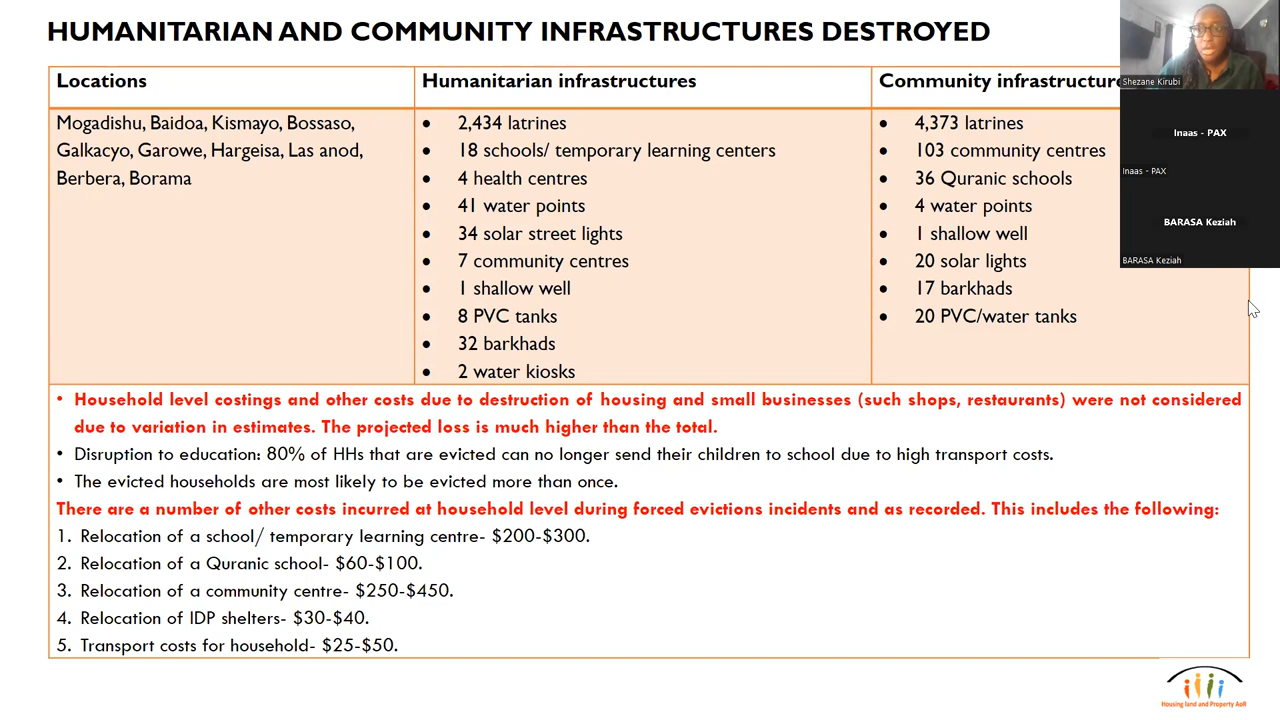 HUMANITARIAN AND COMMUNITY INFRASTRUCTURES DESTROYED
Locations
Humanitarian infrastructures
Community infrastructure
Mogadishu, Baidoa, Kismayo, Bossaso,
Galkacyo, Garowe, Hargeisa, Las anod,
Berbera, Borama
• 2,434 latrines
• 18 schools/ temporary learning centers
• 4 health centres
• 41 water points
• 34 solar street lights
• 7 community centres
• 1 shallow well
• 8 PVC tanks
• 32 barkhads
• 2 water kiosks
• 4,373 latrines
• 103 community centres
• 36 Quranic schools
• 4 water points
• 1 shallow well
• 20 solar lights
• 17 barkhads
• 20 PVC/water tanks
• Household level costings and other costs due to destruction of housing and small businesses (such shops, restaurants) were not considered
due to variation in estimates. The projected loss is much higher than the total.
• Disruption to education: 80% of HHs that are evicted can no longer send their children to school due to high transport costs.
• The evicted households are most likely to be evicted more than once.
There are a number of other costs incurred at household level during forced evictions incidents and as recorded. This includes the following:
1. Relocation of a school/ temporary learning centre- $200-$300.
2. Relocation of a Quranic school- $60-$100.
3. Relocation of a community centre- $250-$450.
4. Relocation of IDP shelters- $30-$40.
5. Transport costs for household- $25-$50.
Shezane Kirubi
Inaas - PAX
Inaas - PAX
BARASA Keziah
BARASA Keziah
Housing land and Property AoR